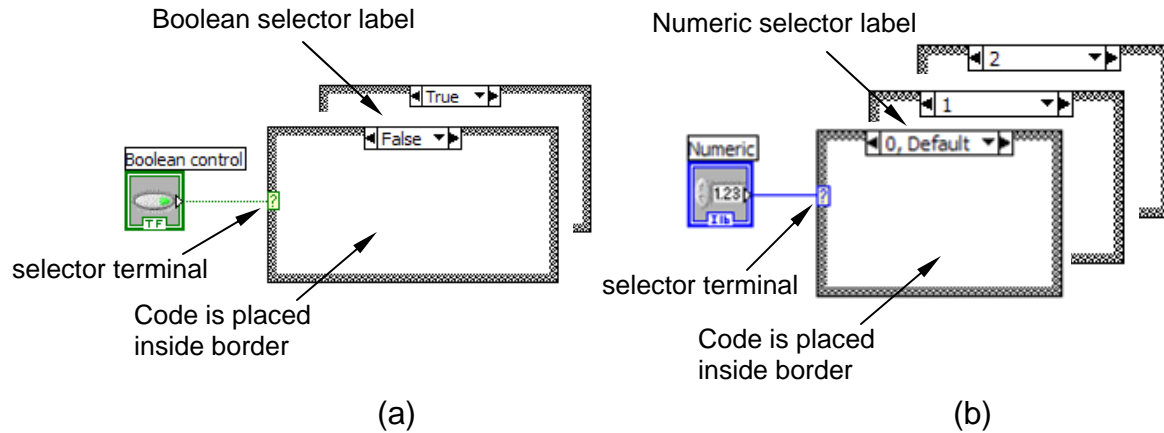 Boolean selector label
True
False
Boolean control
TF
?
selector terminal
Code is placed
inside border
(a)
Numeric selector label
2
1
0, Default
Numeric
1.23
I16
?
selector terminal
Code is placed
inside border
(b)